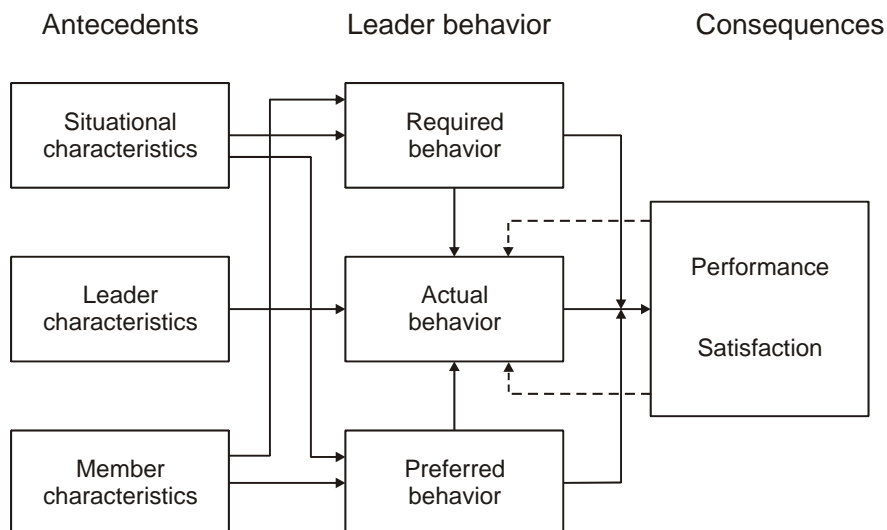 Antecedents
Leader behavior
Consequences
Situational
characteristics
Required
behavior
Leader
characteristics
Actual
behavior
Performance
Satisfaction
Member
characteristics
Preferred
behavior